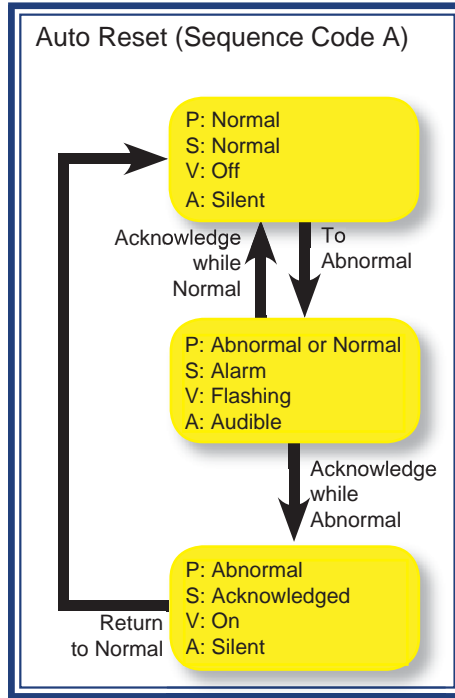 Auto Reset (Sequence Code A)
P: Normal
S: Normal
V: Off
A: Silent
Acknowledge
while
Normal
To
Abnormal
P: Abnormal or Normal
S: Alarm
V: Flashing
A: Audible
Acknowledge
while
Abnormal
P: Abnormal
S: Acknowledged
V: On
A: Silent
Return
to Normal